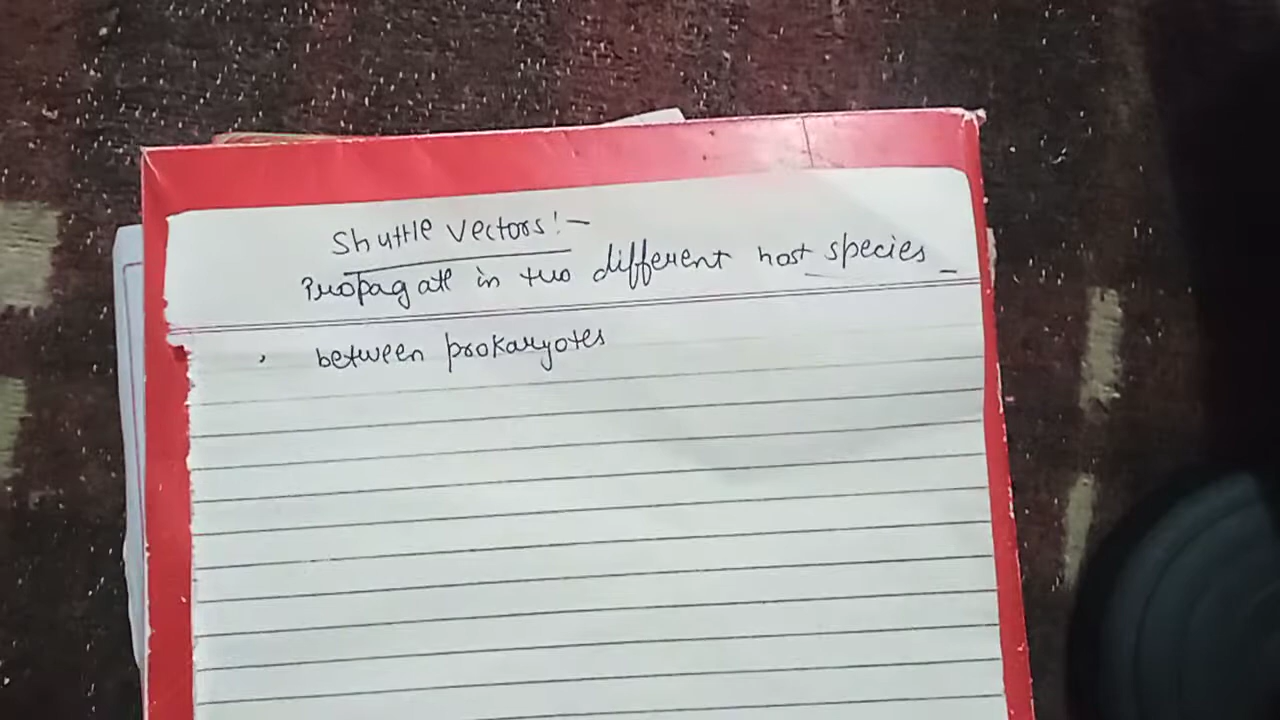 Shuttle Vectors!-
Propagate in two different host species -
• between prokaryotes